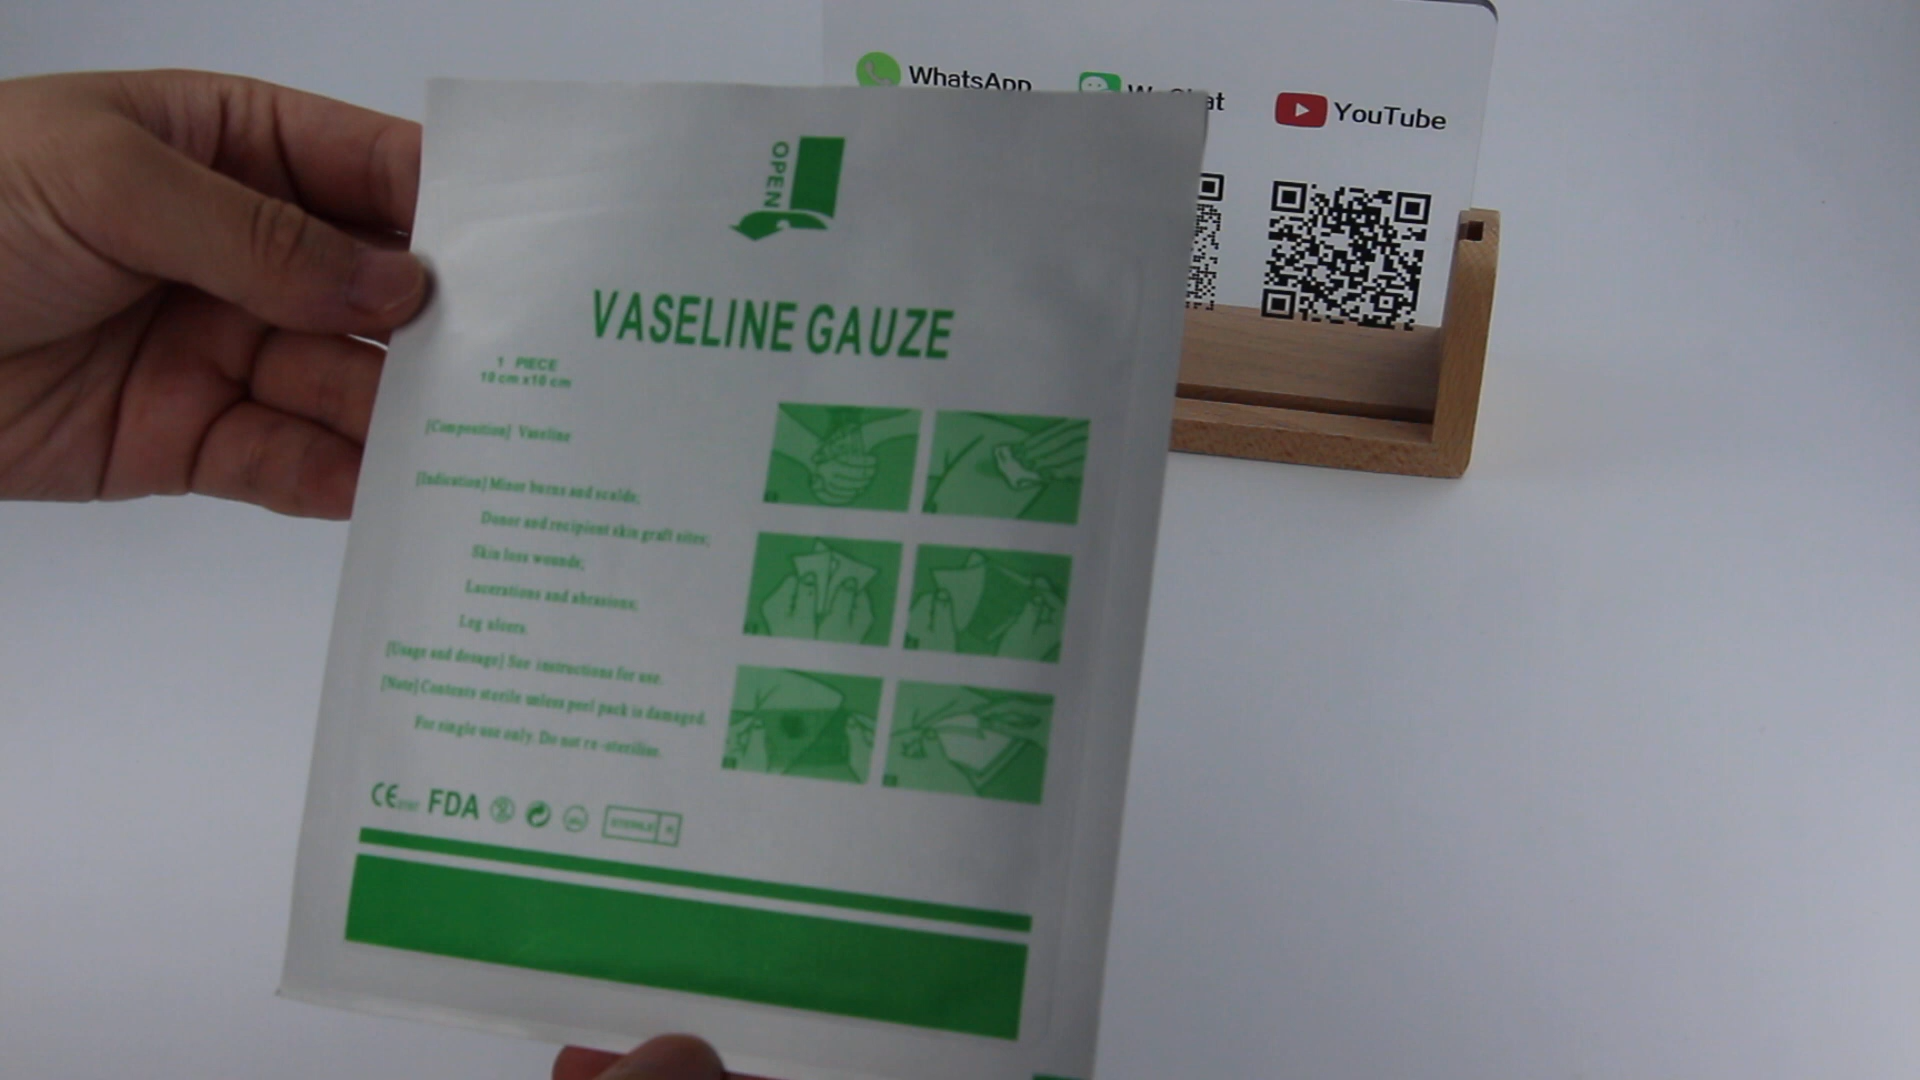 WhatsApp
YouTube
OPEN
VASELINE GAUZE
1 PIECE
10 cm x10 cm
[Composition] Vaseline
[Indication] Minor burns and scalds;
Donor and recipient skin graft sites;
Skin loss wounds;
Lacerations and abrasions;
Leg ulcers.
[Usage and dosage] See instructions for use.
[Note] Contents sterile unless peel pack is damaged.
For single use only. Do not re-sterilise.
CE FDA
STERILE